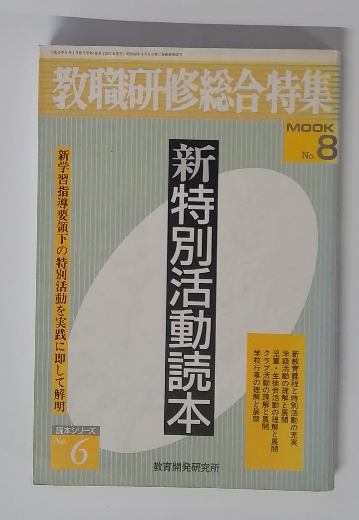 教職研修総合特集
MOOK
No.8
新特別活動読本
新学習指導要領下の特別活動を実践に即して解明
新教育課程と特別活動の充実
学級活動の理解と展開
児童・生徒会活動の理解と展開
クラブ活動の理解と展開
学校行事の理解と展開
読本シリーズ
No.6
教育開発研究所